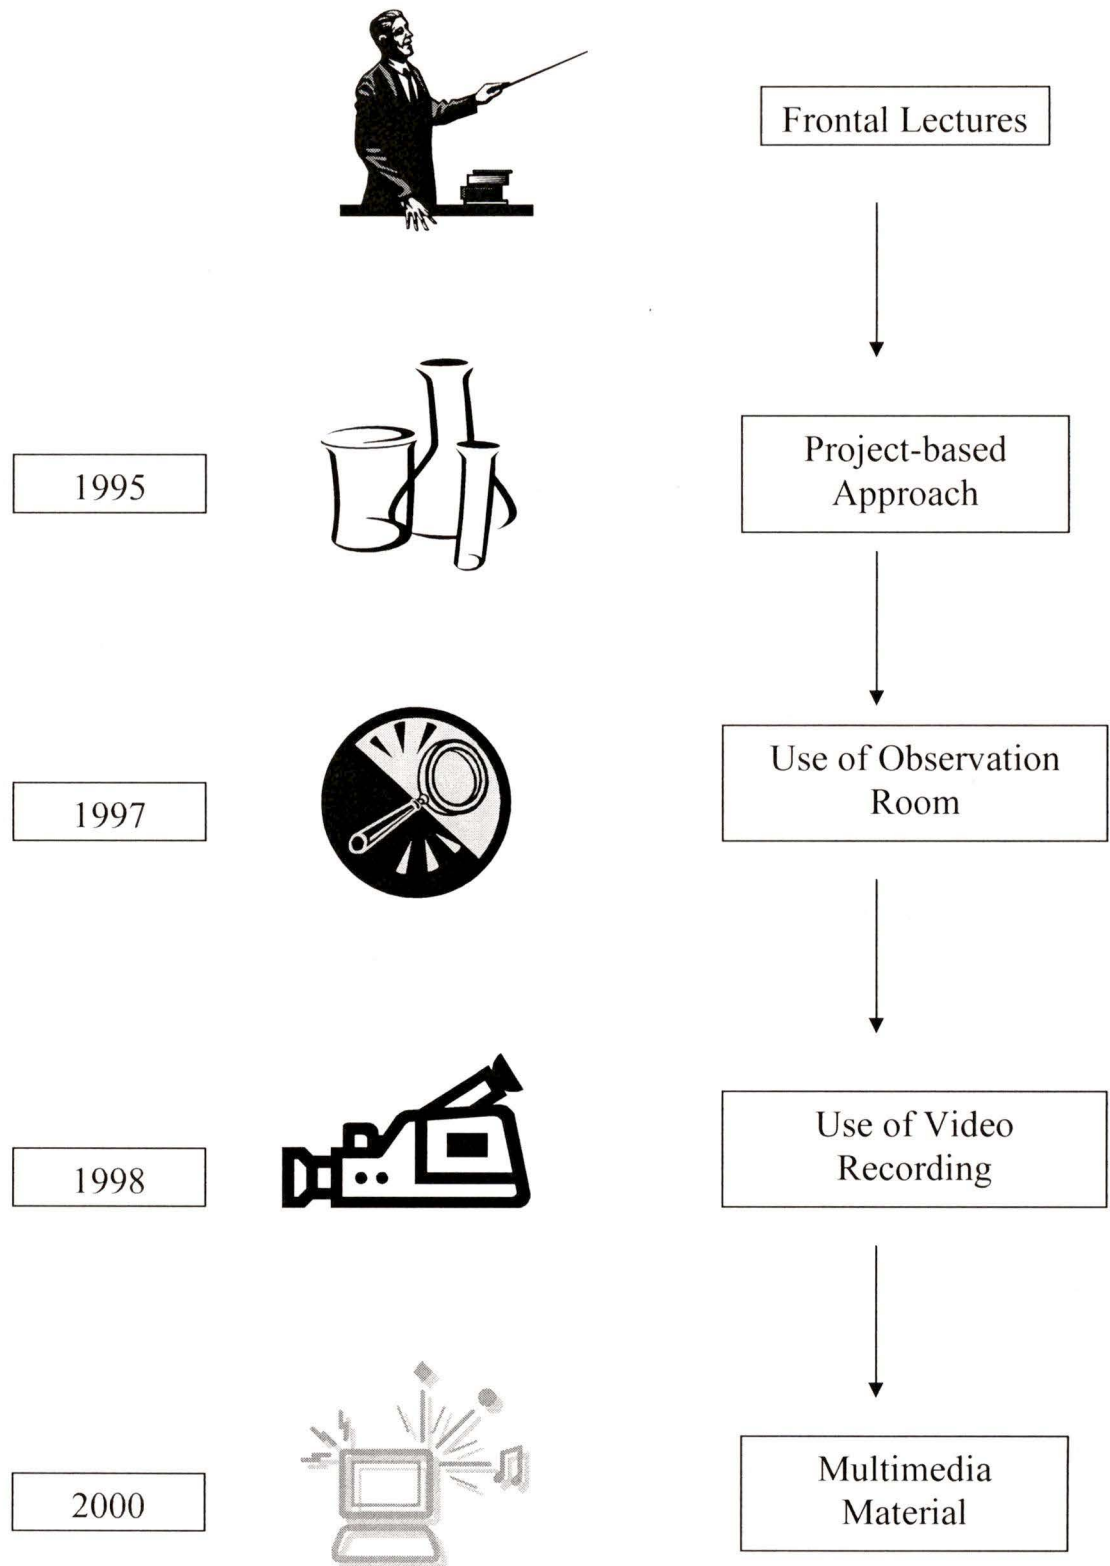 Frontal Lectures
1995
Project-based
Approach
1997
Use of Observation
Room
1998
Use of Video
Recording
2000
Multimedia
Material